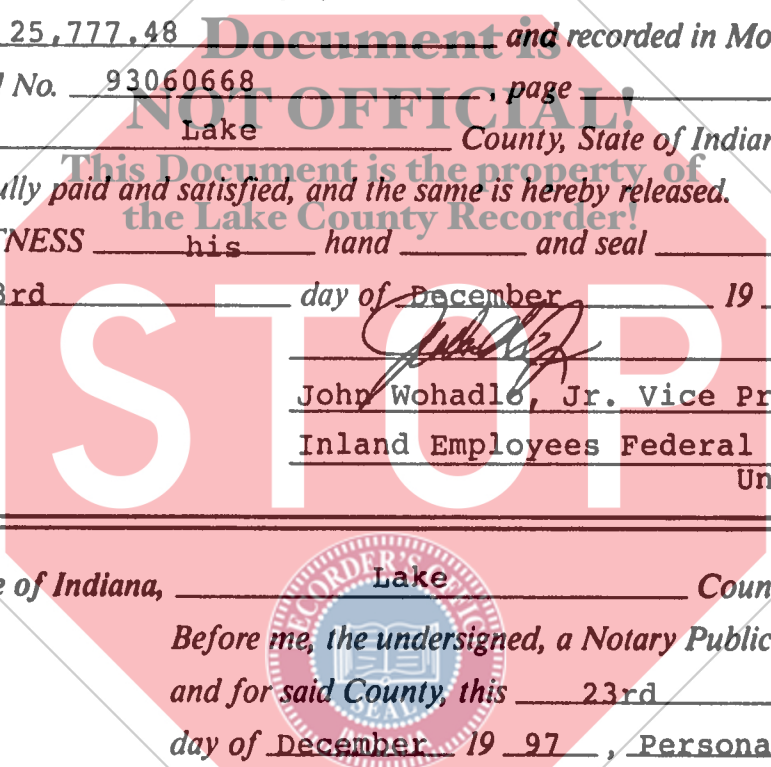 25,777.48 and recorded in Mo
Document is
No. 93060668 , page
NOT OFFICIAL!
Lake County, State of Indian
This Document is the property of
ully paid and satisfied, and the same is hereby released.
the Lake County Recorder!
TNESS his hand and seal
3rd day of December 19
STOP
John Wohadlo, Jr. Vice Pr
Inland Employees Federal
Un
e of Indiana, Lake Coun
RECORDER'S OFFIC
Before me, the undersigned, a Notary Public
and for said County, this 23rd
SEAL
day of December 19 97 , Persona